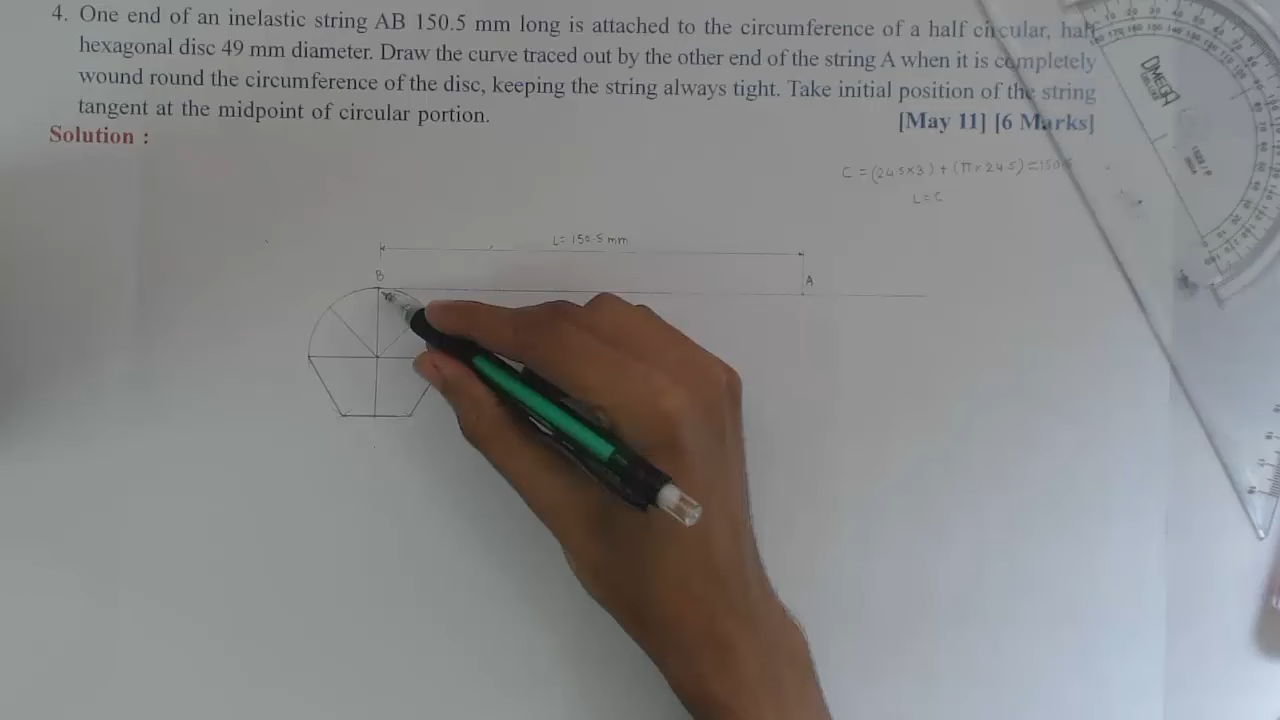 4. One end of an inelastic string AB 150.5 mm long is attached to the circumference of a half circular, half
hexagonal disc 49 mm diameter. Draw the curve traced out by the other end of the string A when it is completely
wound round the circumference of the disc, keeping the string always tight. Take initial position of the string
tangent at the midpoint of circular portion.
[May 11] [6 Marks]
Solution :
C = (24.5×3) + (π×24.5) = 150.5
L = C
L = 150.5 mm
B
A
OMEGA